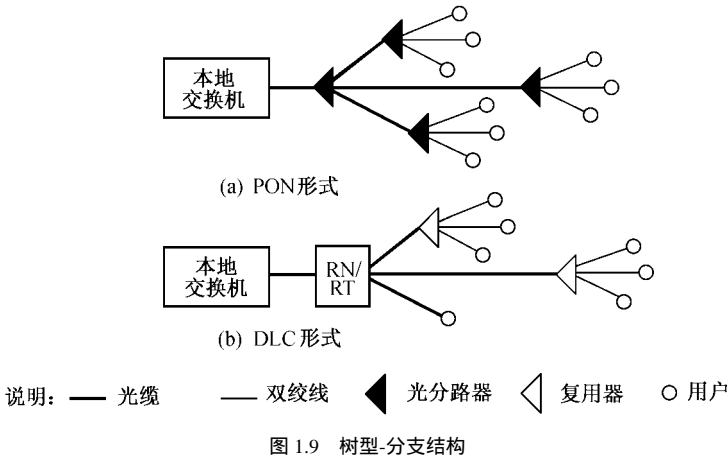 本地
交换机
(a) PON形式
本地
交换机
RN/
RT
(b) DLC形式
说明： 光缆 双绞线 光分路器 复用器 用户
图 1.9 树型-分支结构